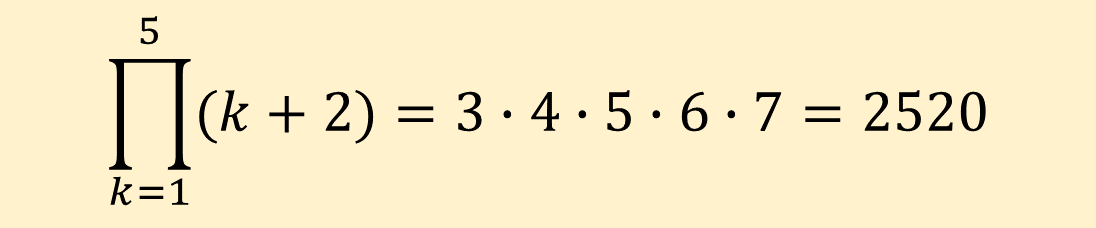 5
∏ (k + 2) = 3 · 4 · 5 · 6 · 7 = 2520
k=1